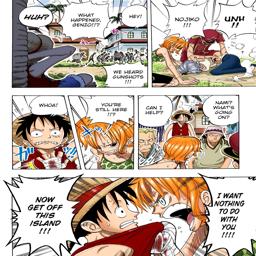 UNH
!!
NOJIKO
!!!
HEY!
WHAT
HAPPENED,
GENZO!!?
HUH?
WE HEARD
GUNSHOTS
!!!
NAMI?
WHAT'S
GOING
ON?
CAN I
HELP?
YOU'RE
STILL HERE
!!?
WHOA!
I WANT
NOTHING
TO DO
WITH
YOU
!!!!
NOW
GET OFF
THIS
ISLAND
!!!